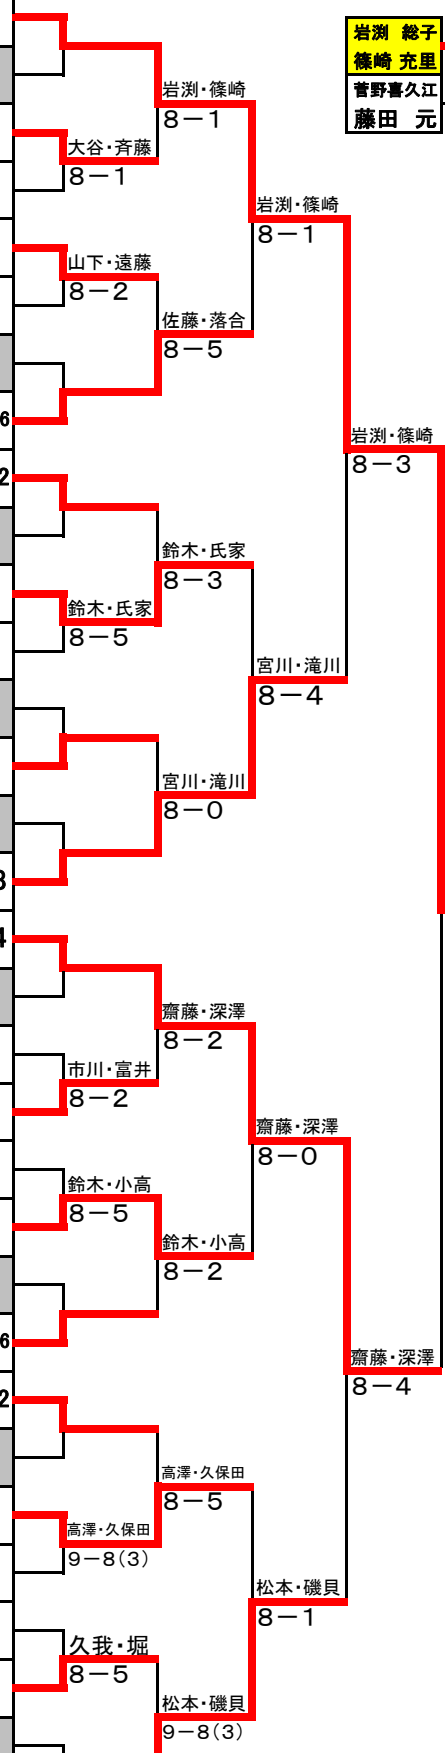 岩渕 総子
篠崎 充里
菅野喜久江
藤田 元
岩渕・篠崎
8－1
大谷・斉藤
8－1
岩渕・篠崎
8－1
山下・遠藤
8－2
佐藤・落合
8－5
6
岩渕・篠崎
8－3
2
鈴木・氏家
8－3
鈴木・氏家
8－5
宮川・滝川
8－4
宮川・滝川
8－0
3
4
齋藤・深澤
8－2
市川・富井
8－2
齋藤・深澤
8－0
鈴木・小高
8－5
鈴木・小高
8－2
6
齋藤・深澤
8－4
2
高澤・久保田
8－5
高澤・久保田
9－8(3)
松本・磯貝
8－1
久我・堀
8－5
松本・磯貝
9－8(3)